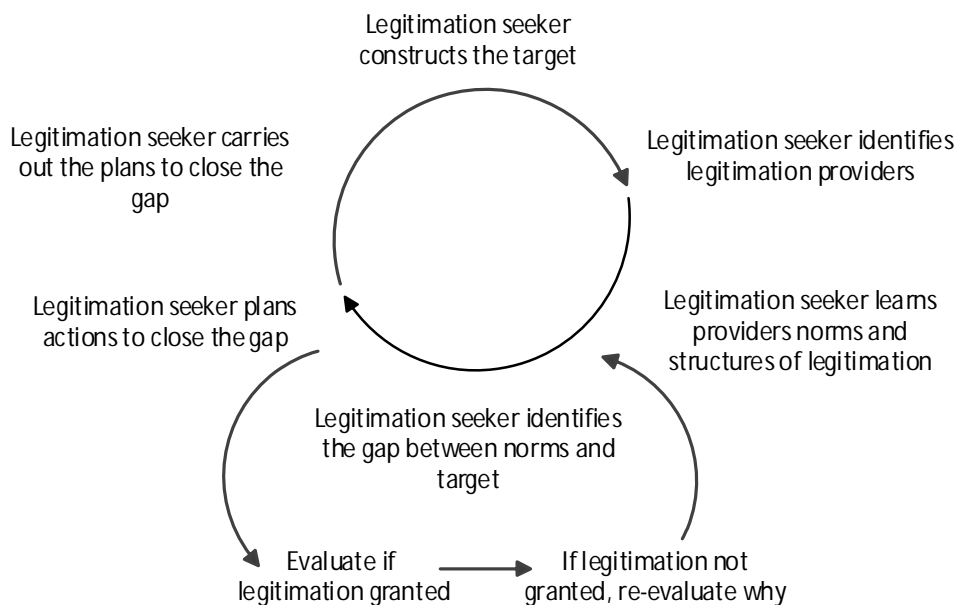 Legitimation seeker
constructs the target
Legitimation seeker identifies
legitimation providers
Legitimation seeker learns
providers norms and
structures of legitimation
Legitimation seeker identifies
the gap between norms and
target
Legitimation seeker plans
actions to close the gap
Legitimation seeker carries
out the plans to close the
gap
Evaluate if
legitimation granted
If legitimation not
granted, re-evaluate why